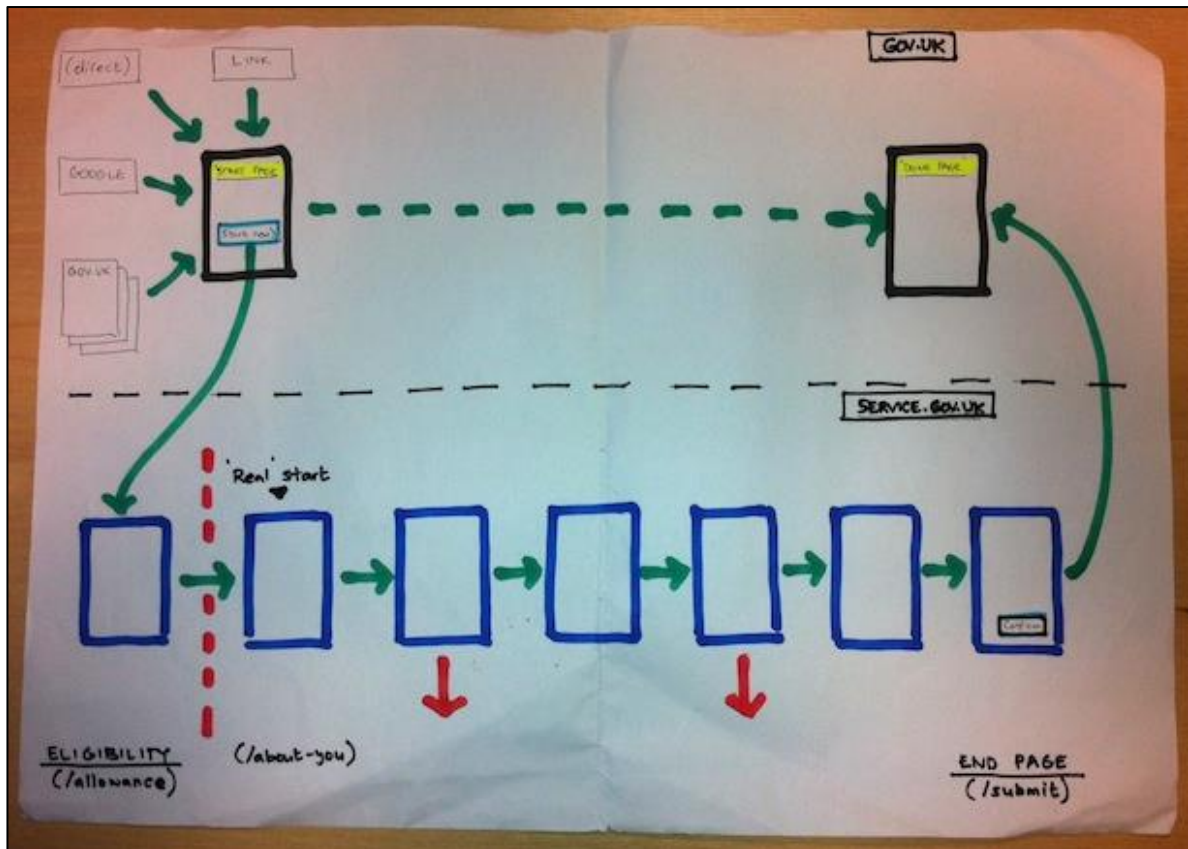 (direct)
LINK
GOV.UK
GOOGLE
'START PAGE'
Start now
GOV.UK
'DONE PAGE'
SERVICE.GOV.UK
'Real' start
Confirm
ELIGIBILITY
(/allowance)
(/about-you)
END PAGE
(/submit)